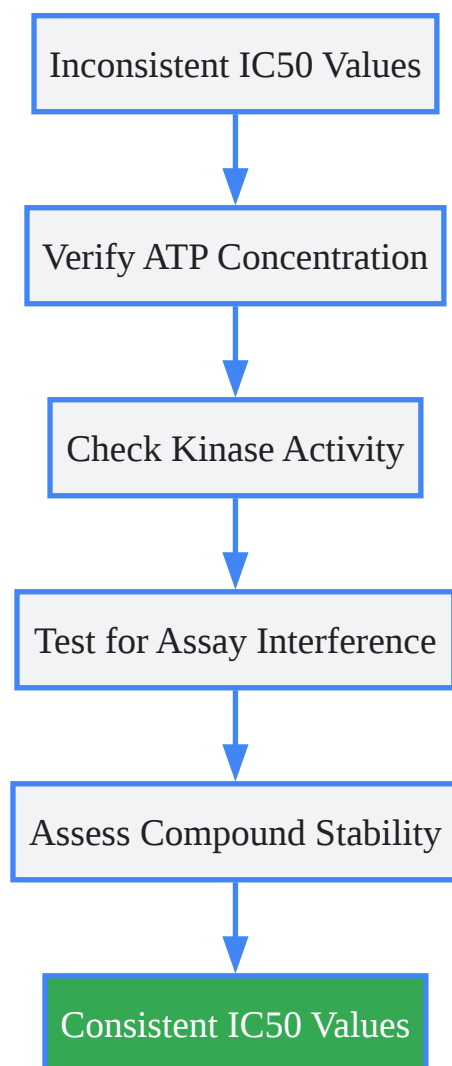 Inconsistent IC50 Values
Verify ATP Concentration
Check Kinase Activity
Test for Assay Interference
Assess Compound Stability
Consistent IC50 Values